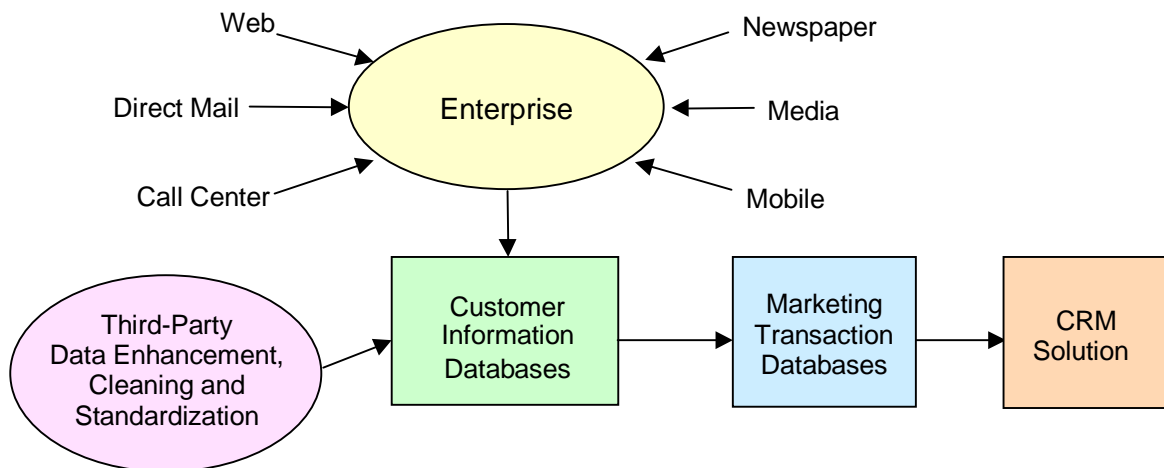 Web
Newspaper
Direct Mail
Enterprise
Media
Call Center
Mobile
Third-Party
Data Enhancement,
Cleaning and
Standardization
Customer
Information
Databases
Marketing
Transaction
Databases
CRM
Solution